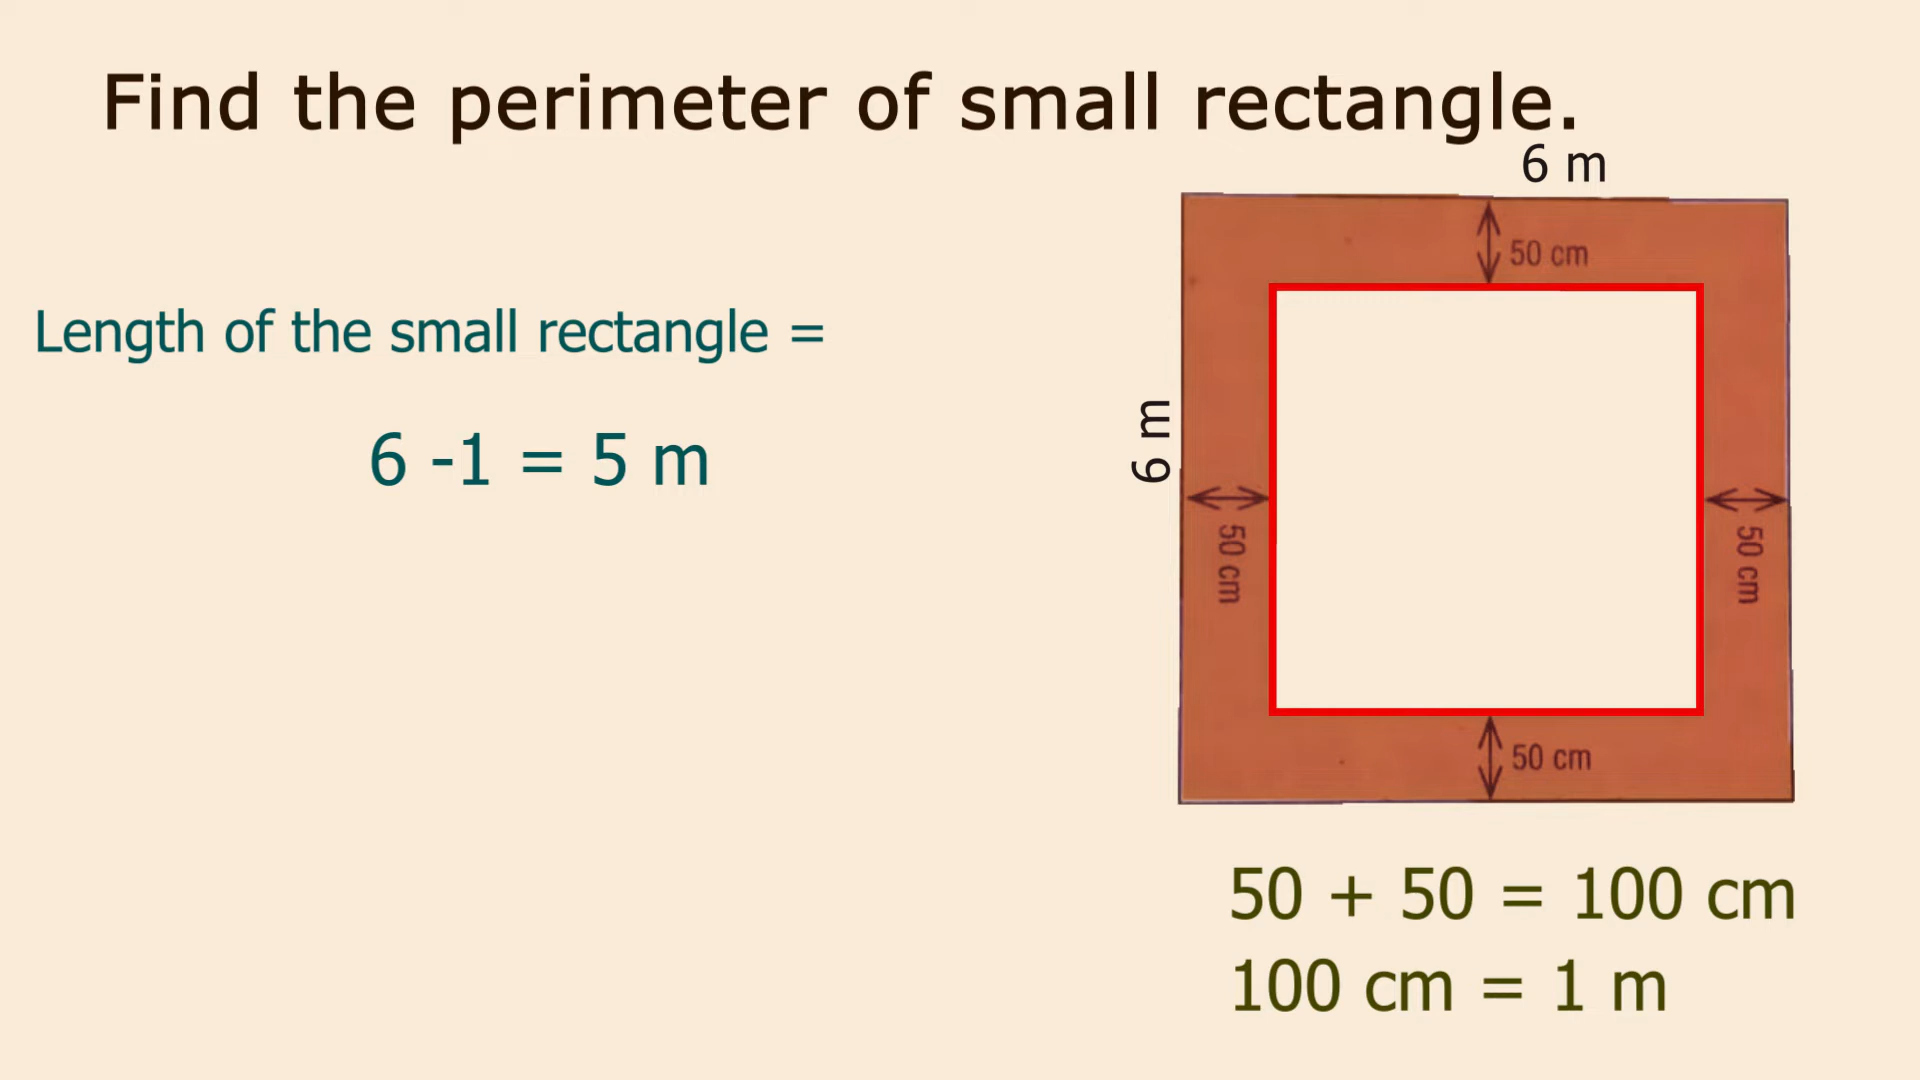 Find the perimeter of small rectangle.
6 m
50 cm
Length of the small rectangle =
6 m
6 -1 = 5 m
50 cm
50 cm
50 cm
50 + 50 = 100 cm
100 cm = 1 m